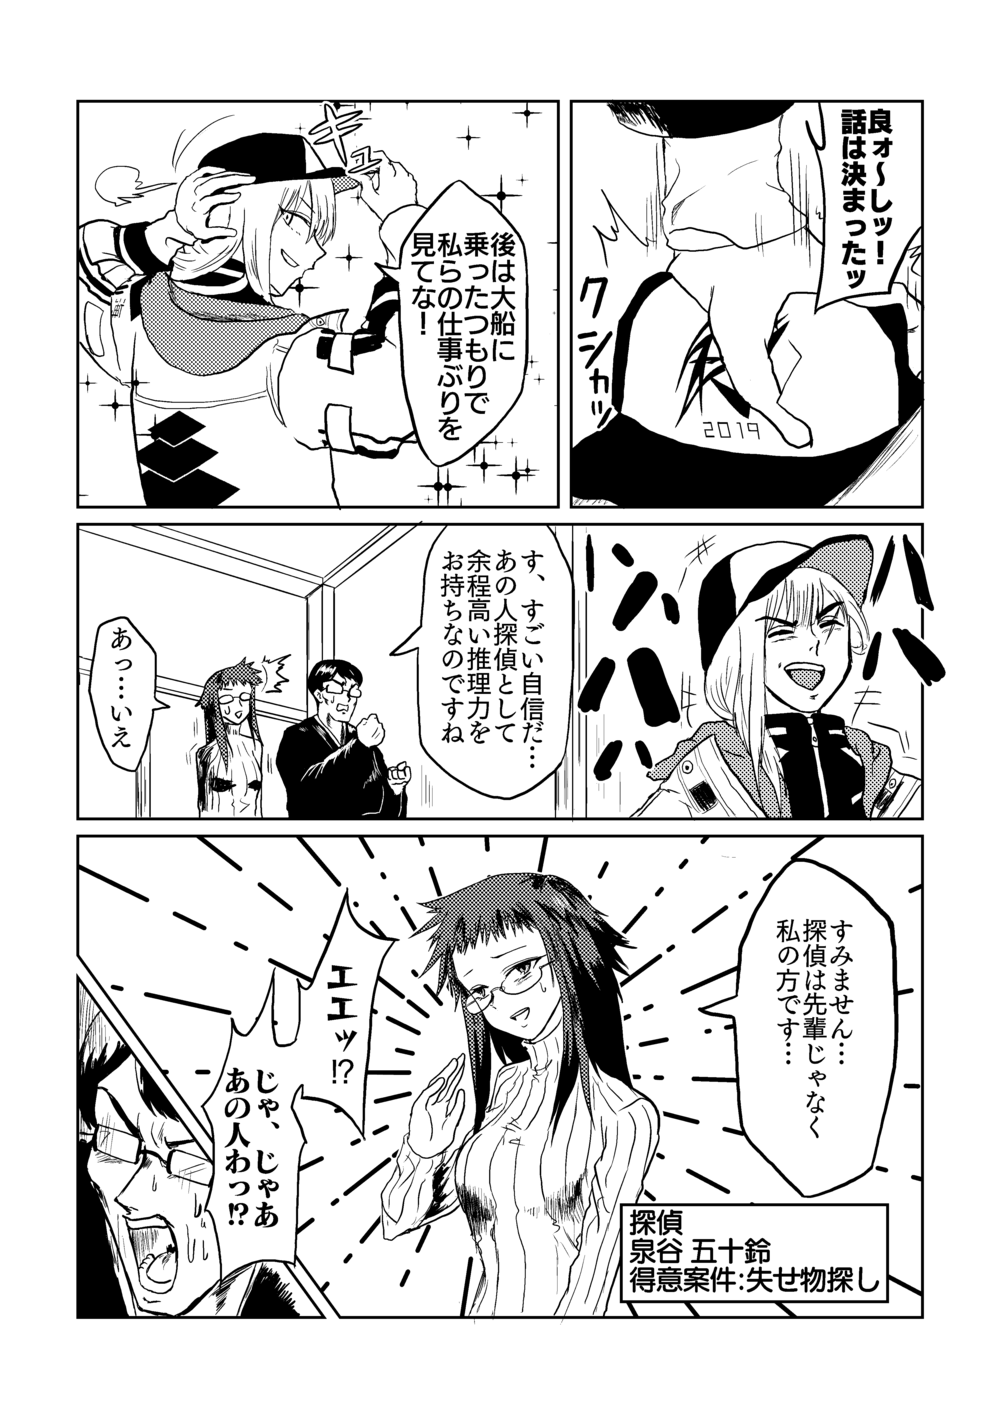 良ォ～しッ！
話は決まったッ
クシャッ
2019
後は大船に
乗ったつもりで
私らの仕事ぶりを
見てな！
ギュ
ハハハハ
す、すごい自信だ…
あの人探偵として
余程高い推理力を
お持ちなのですね
あっ…いえ
すみません…
探偵は先輩じゃなく
私の方です…
エエッ!?
じゃ、じゃあ
あの人わっ!?
探偵
泉谷 五十鈴
得意案件:失せ物探し